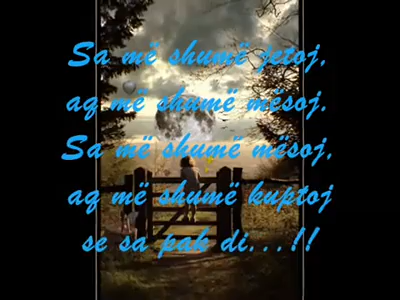 Sa më shumë jetoj,
aq më shumë mësoj.
Sa më shumë mësoj,
aq më shumë kuptoj
se sa pak di...!!